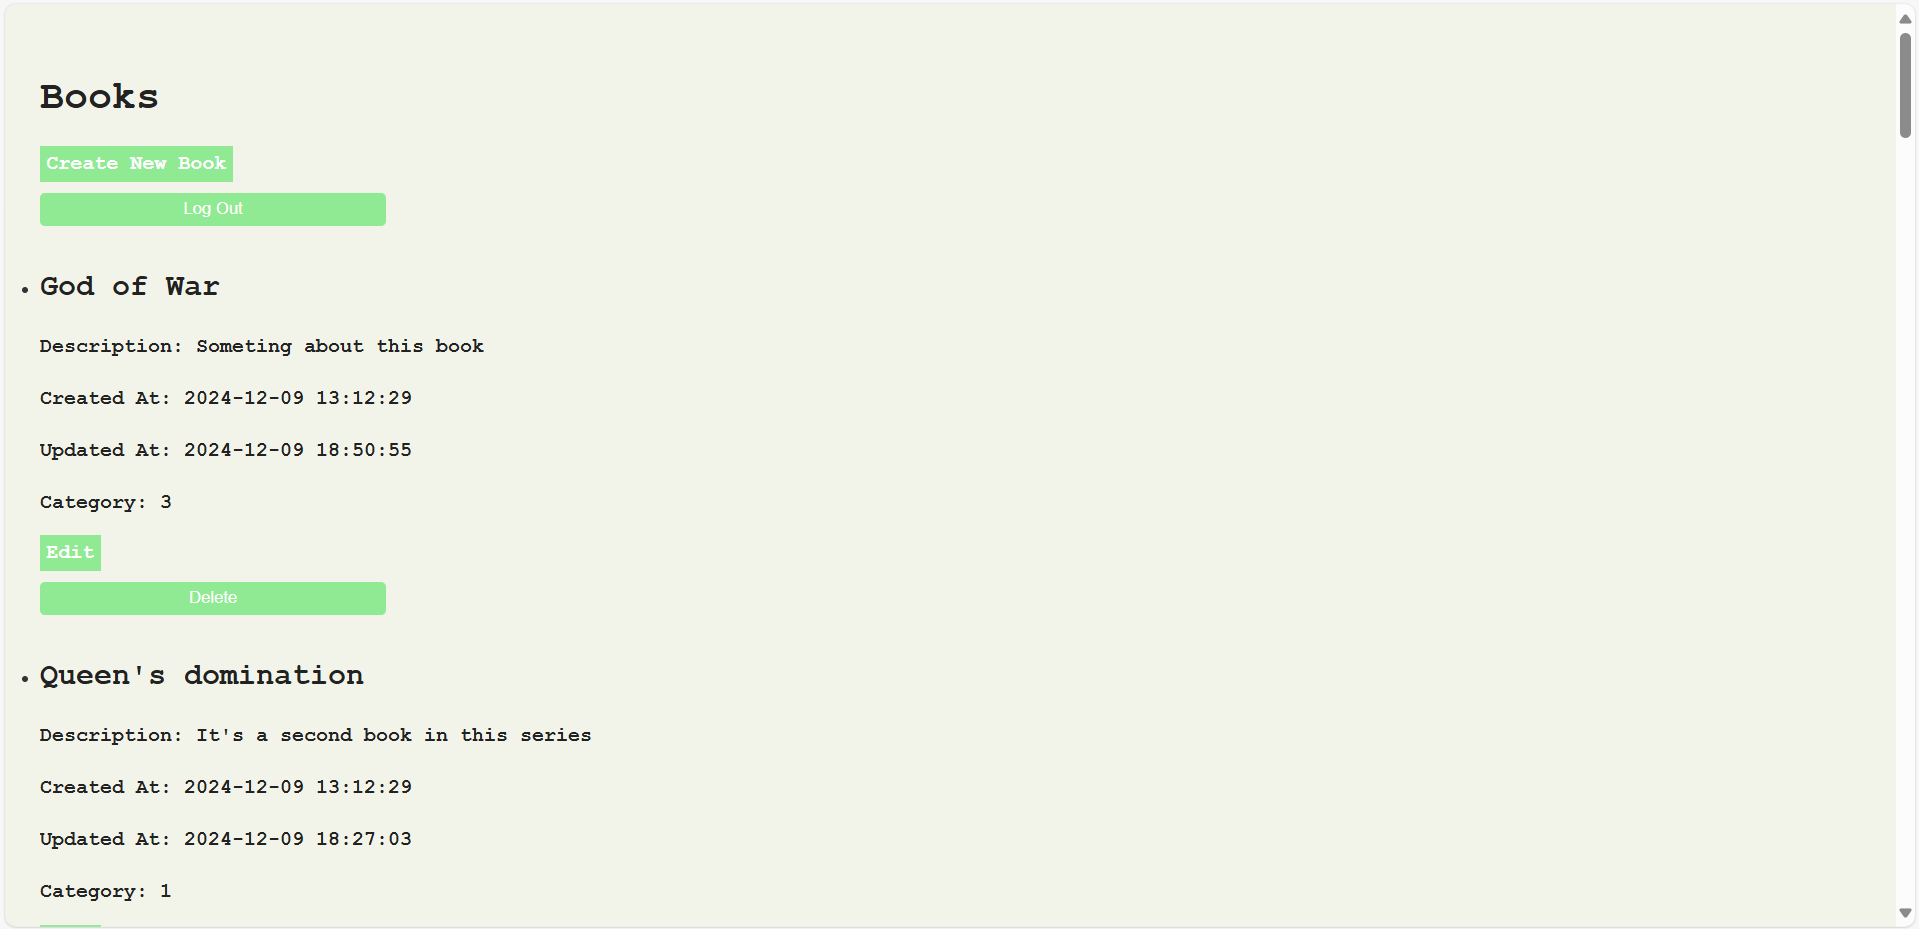 Books
Create New Book
Log Out
God of War
Description: Someting about this book
Created At: 2024-12-09 13:12:29
Updated At: 2024-12-09 18:50:55
Category: 3
Edit
Delete
Queen's domination
Description: It's a second book in this series
Created At: 2024-12-09 13:12:29
Updated At: 2024-12-09 18:27:03
Category: 1